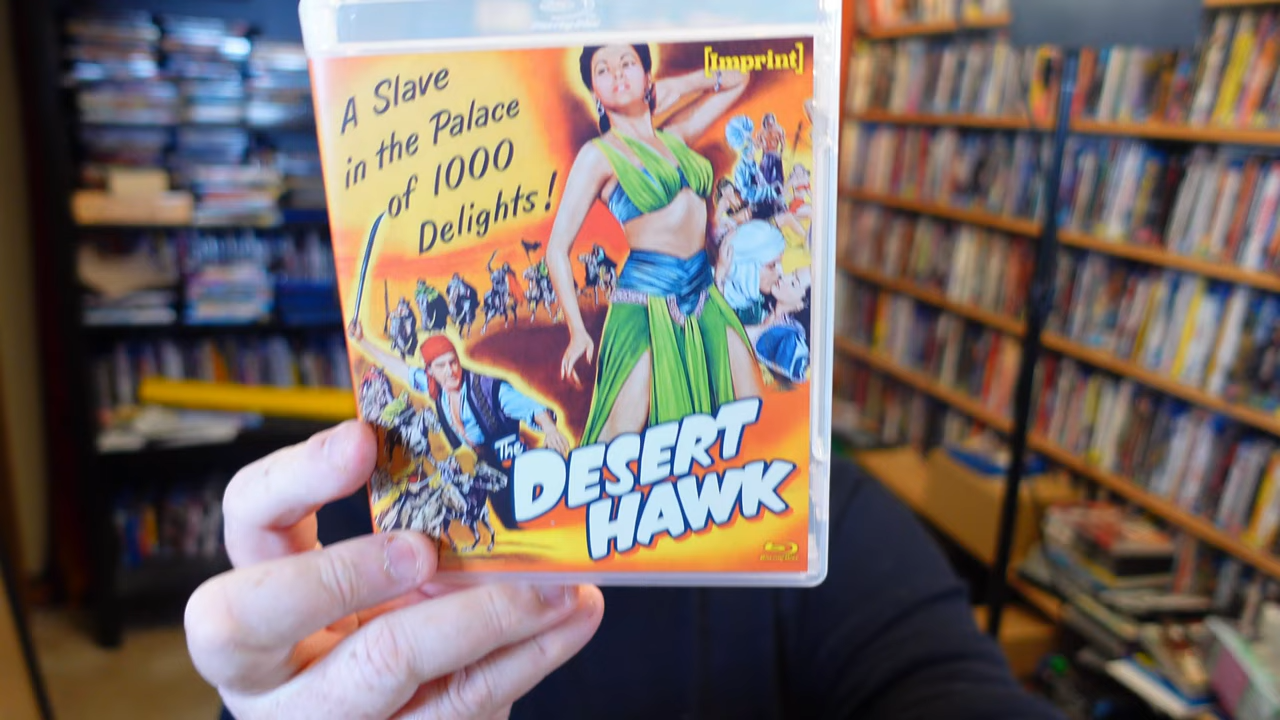 [Imprint]
A Slave
in the Palace
of 1000
Delights!
The
DESERT
HAWK